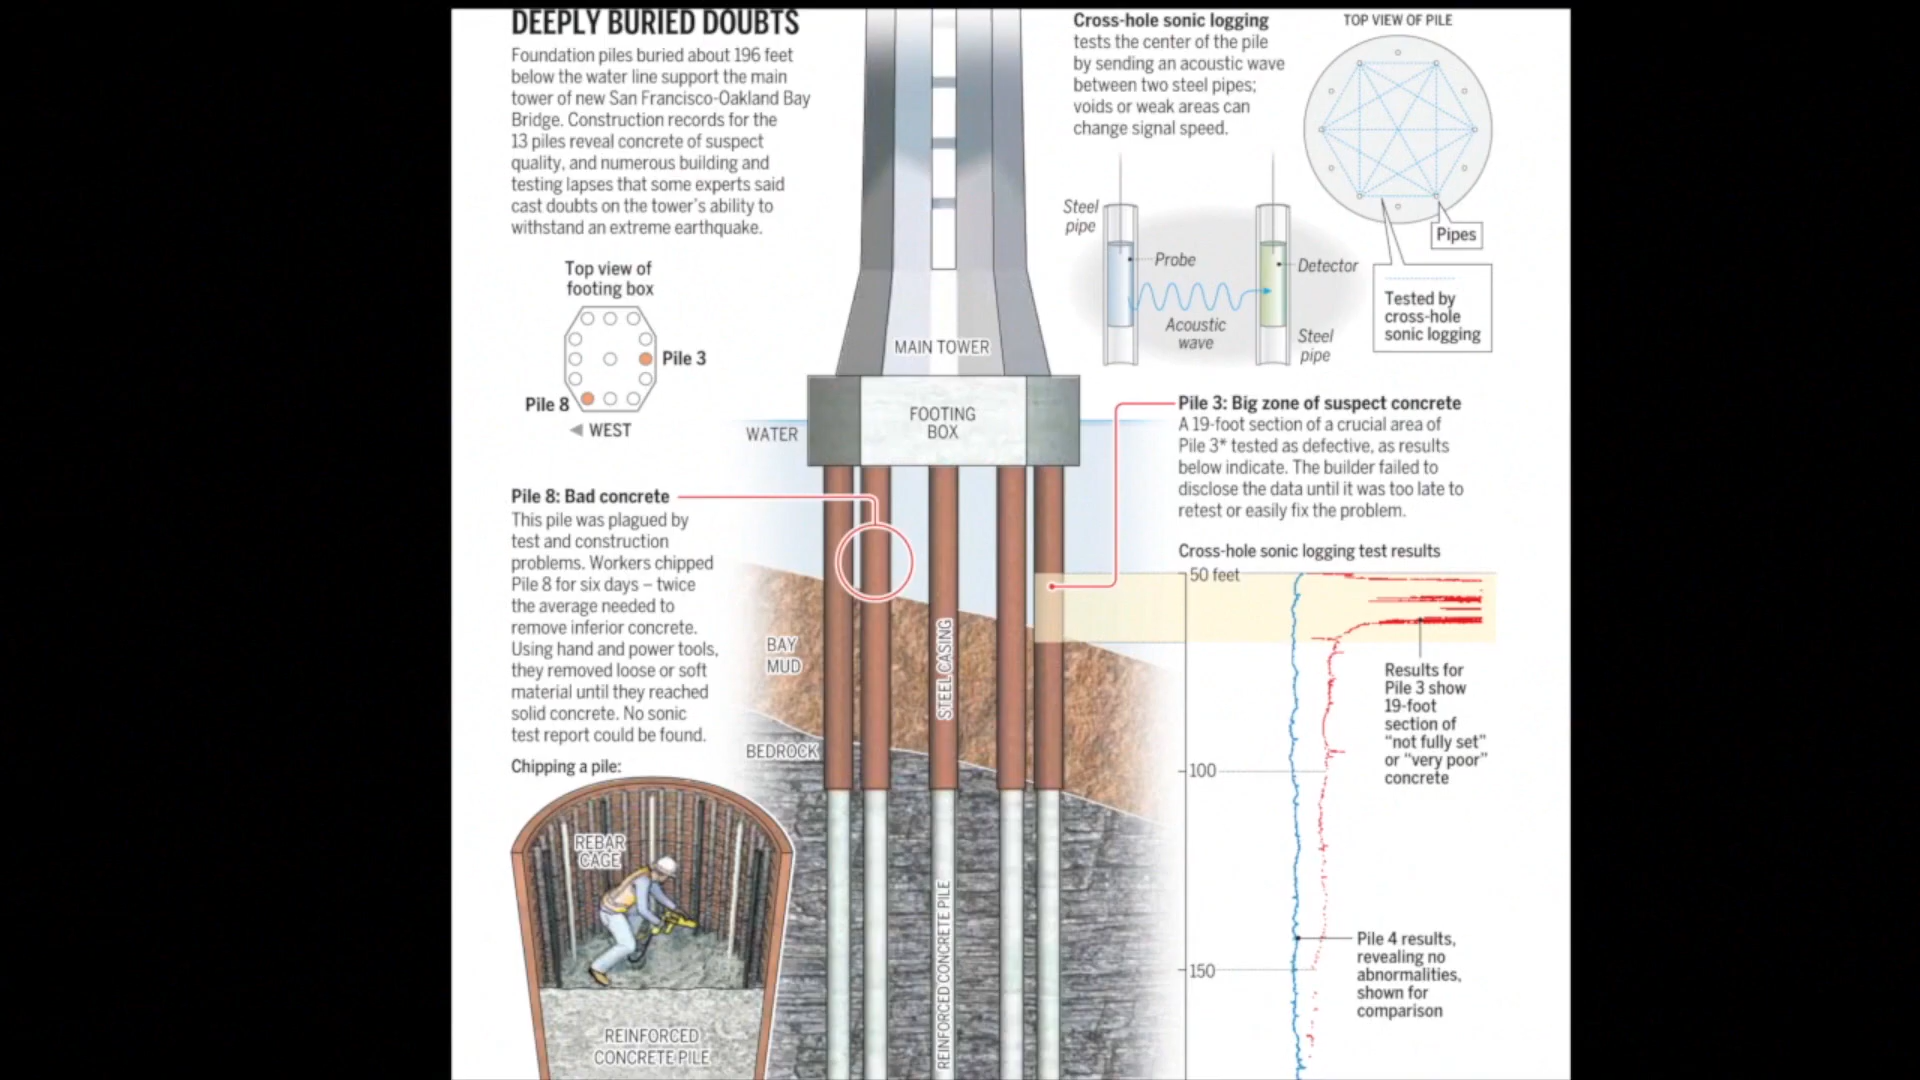 DEEPLY BURIED DOUBTS
Foundation piles buried about 196 feet
below the water line support the main
tower of new San Francisco-Oakland Bay
Bridge. Construction records for the
13 piles reveal concrete of suspect
quality, and numerous building and
testing lapses that some experts said
cast doubts on the tower's ability to
withstand an extreme earthquake.
Top view of
footing box
Pile 3
Pile 8
WEST
Pile 8: Bad concrete
This pile was plagued by
test and construction
problems. Workers chipped
Pile 8 for six days – twice
the average needed to
remove inferior concrete.
Using hand and power tools,
they removed loose or soft
material until they reached
solid concrete. No sonic
test report could be found.
Chipping a pile:
REBAR
CAGE
REINFORCED
CONCRETE PILE
MAIN TOWER
FOOTING
BOX
WATER
BAY
MUD
STEEL CASING
BEDROCK
REINFORCED CONCRETE PILE
Cross-hole sonic logging
tests the center of the pile
by sending an acoustic wave
between two steel pipes;
voids or weak areas can
change signal speed.
TOP VIEW OF PILE
Pipes
Tested by
cross-hole
sonic logging
Steel
pipe
Probe
Detector
Acoustic
wave
Steel
pipe
Pile 3: Big zone of suspect concrete
A 19-foot section of a crucial area of
Pile 3* tested as defective, as results
below indicate. The builder failed to
disclose the data until it was too late to
retest or easily fix the problem.
Cross-hole sonic logging test results
50 feet
Results for
Pile 3 show
19-foot
section of
"not fully set"
or "very poor"
concrete
100
Pile 4 results,
revealing no
abnormalities,
shown for
comparison
150